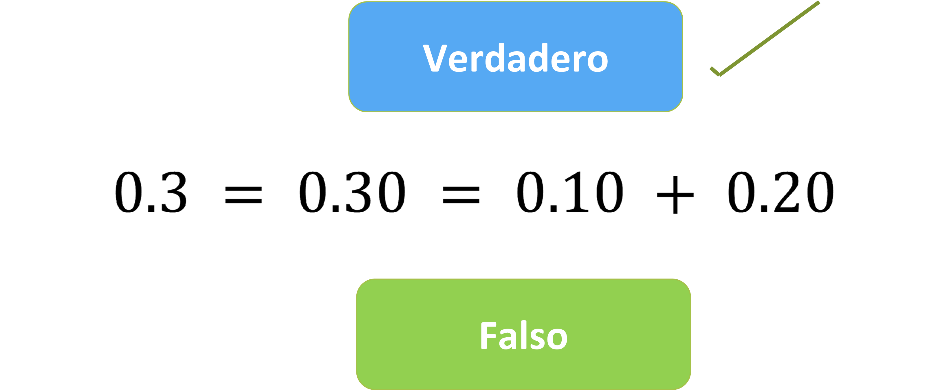 Verdadero
0.3 = 0.30 = 0.10 + 0.20
Falso